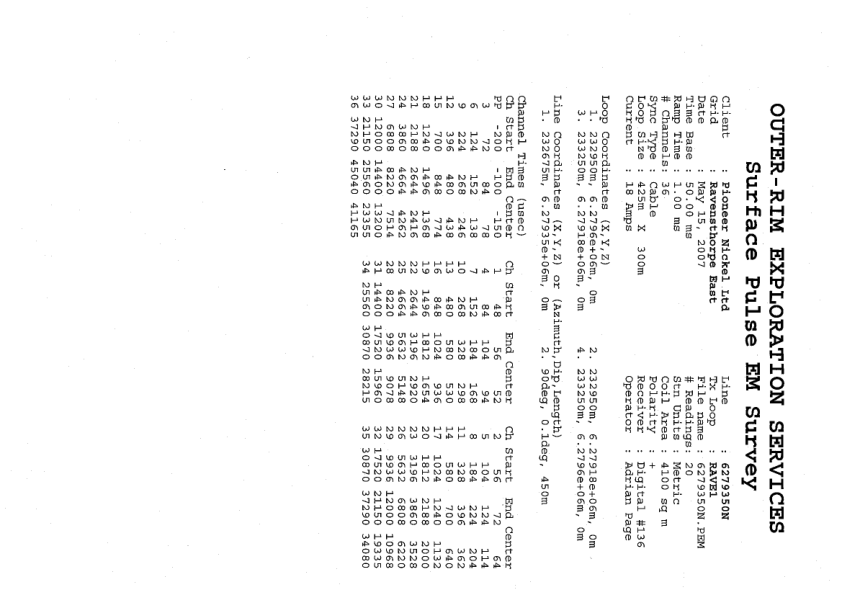 OUTER-RIM EXPLORATION SERVICES
Surface Pulse EM Survey
Client : Pioneer Nickel Ltd Line : 6279350N
Grid : Ravensthorpe East Tx Loop : RAVE1
Date : May 15, 2007 File name : 6279350N.PEM
Time Base : 50.00 ms # Readings: 20
Ramp Time : 1.00 ms Stn Units : Metric
# Channels: 36 Coil Area : 4100 sq m
Sync Type : Cable Polarity : +
Loop Size : 425m X 300m Receiver : Digital #136
Current : 18 Amps Operator : Adrian Page
Loop Coordinates (X,Y,Z)
1. 232950m, 6.2796e+06m, 0m 2. 232950m, 6.27918e+06m, 0m
3. 233250m, 6.27918e+06m, 0m 4. 233250m, 6.2796e+06m, 0m
Line Coordinates (X,Y,Z) or (Azimuth,Dip,Length)
1. 232675m, 6.27935e+06m, 0m 2. 90deg, 0.1deg, 450m
Channel Times (usec)
Ch Start End Center Ch Start End Center Ch Start End Center
PP -200 -100 -150 1 48 56 52 2 56 72 64
3 72 84 78 4 84 104 94 5 104 124 114
6 124 152 138 7 152 184 168 8 184 224 204
9 224 268 246 10 268 328 298 11 328 396 362
12 396 480 438 13 480 580 530 14 580 700 640
15 700 848 774 16 848 1024 936 17 1024 1240 1132
18 1240 1496 1368 19 1496 1812 1654 20 1812 2188 2000
21 2188 2644 2416 22 2644 3196 2920 23 3196 3860 3528
24 3860 4664 4262 25 4664 5632 5148 26 5632 6808 6220
27 6808 8220 7514 28 8220 9936 9078 29 9936 12000 10968
30 12000 14400 13200 31 14400 17520 15960 32 17520 21150 19335
33 21150 25560 23355 34 25560 30870 28215 35 30870 37290 34080
36 37290 45040 41165